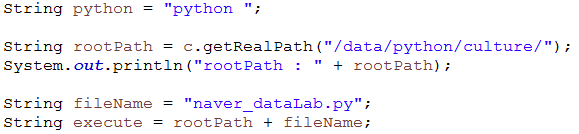 String python = "python ";
String rootPath = c.getRealPath("/data/python/culture/");
System.out.println("rootPath : " + rootPath);
String fileName = "naver_dataLab.py";
String execute = rootPath + fileName;